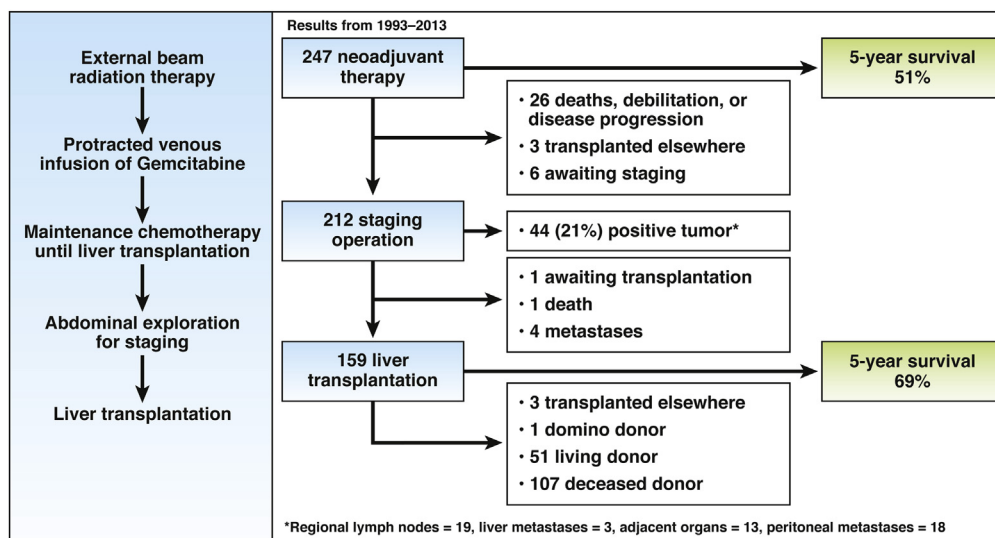 External beam
radiation therapy
Protracted venous
infusion of Gemcitabine
Maintenance chemotherapy
until liver transplantation
Abdominal exploration
for staging
Liver transplantation
Results from 1993–2013
247 neoadjuvant
therapy
5-year survival
51%
• 26 deaths, debilitation, or
disease progression
• 3 transplanted elsewhere
• 6 awaiting staging
212 staging
operation
• 44 (21%) positive tumor*
• 1 awaiting transplantation
• 1 death
• 4 metastases
159 liver
transplantation
5-year survival
69%
• 3 transplanted elsewhere
• 1 domino donor
• 51 living donor
• 107 deceased donor
*Regional lymph nodes = 19, liver metastases = 3, adjacent organs = 13, peritoneal metastases = 18